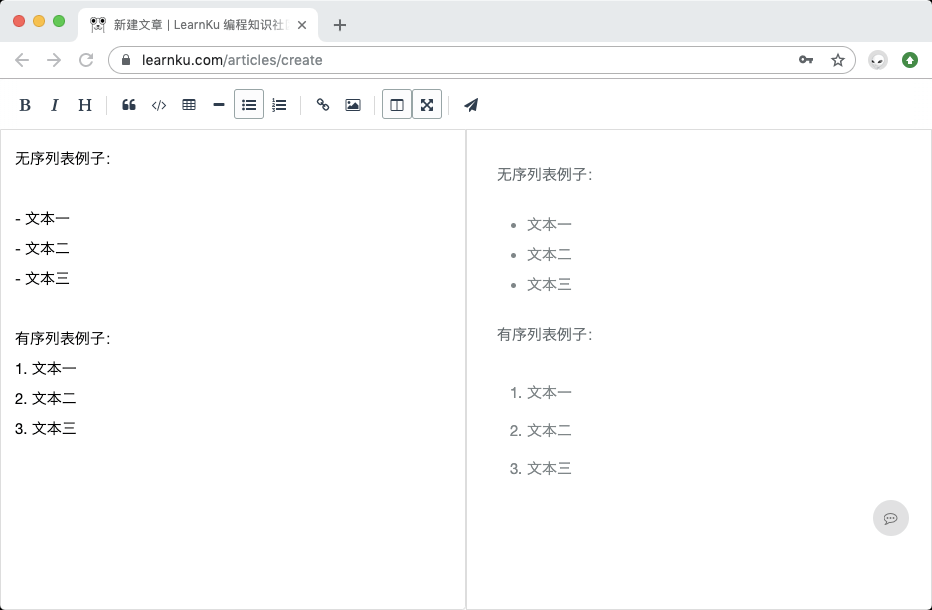 新建文章 | LearnKu 编程知识社
learnku.com/articles/create
B I H
无序列表例子：
- 文本一
- 文本二
- 文本三
有序列表例子：
1. 文本一
2. 文本二
3. 文本三
无序列表例子：
• 文本一
• 文本二
• 文本三
有序列表例子：
1. 文本一
2. 文本二
3. 文本三